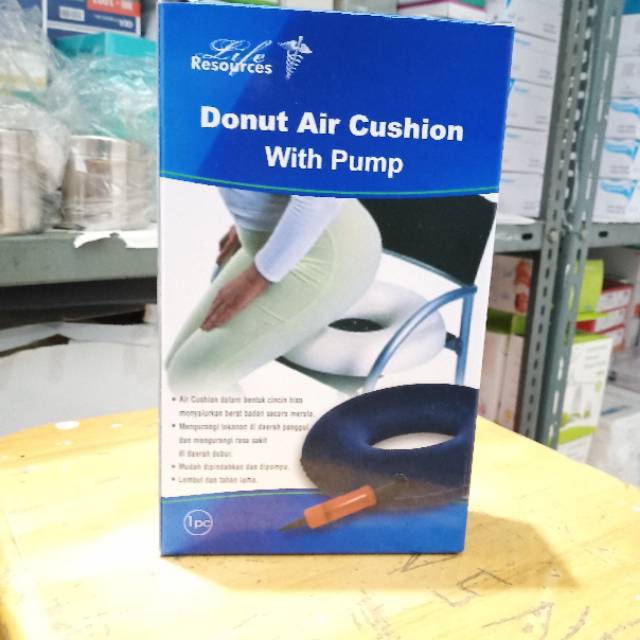 Life
Resources
Donut Air Cushion
With Pump
• Air Cushion dalam bentuk cincin bisa
menyalurkan berat badan secara merata.
• Mengurangi tekanan di daerah panggul
dan mengurangi rasa sakit
di daerah dubur.
• Mudah dipindahkan dan dipompa.
• Lembut dan tahan lama.
1pc